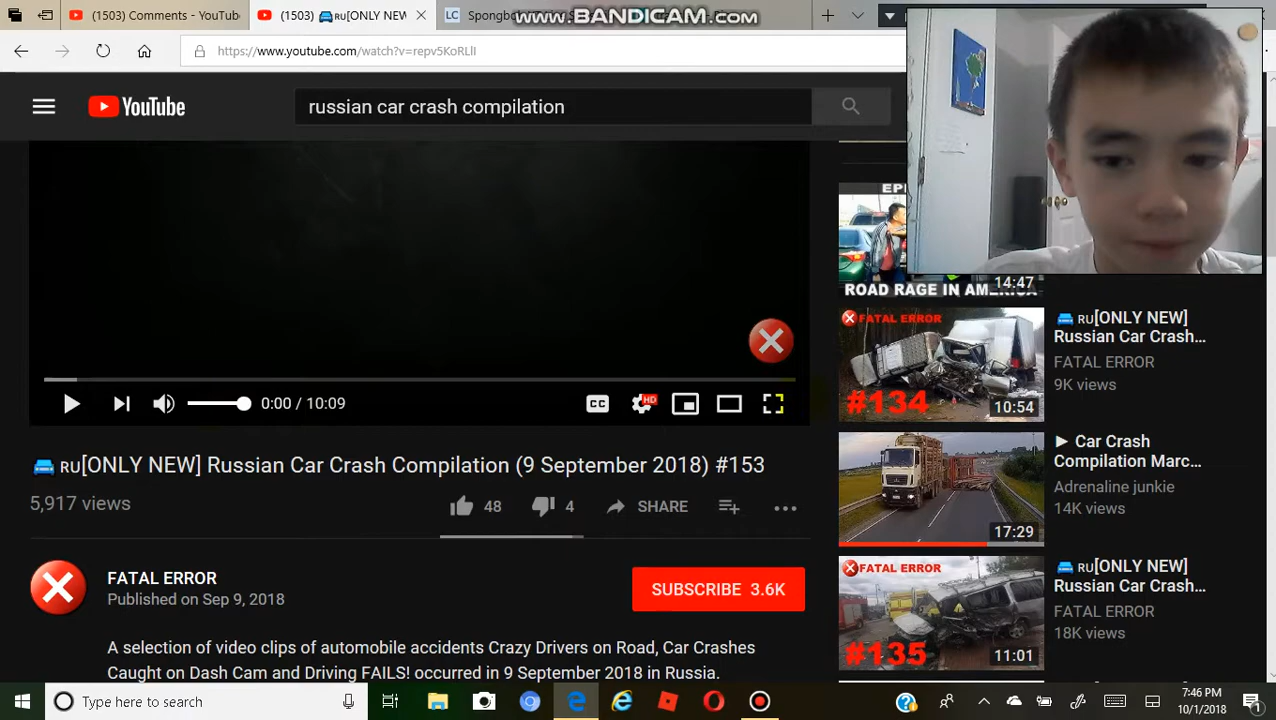 (1503) Comments - YouTube
(1503) 🚘RU[ONLY NEW
LC Spongebo
www.BANDICAM.com
https://www.youtube.com/watch?v=repv5KoRLlI
YouTube
russian car crash compilation
ROAD RAGE IN AMERICA
14:47
FATAL ERROR
#134
10:54
🚘RU[ONLY NEW]
Russian Car Crash...
FATAL ERROR
9K views
0:00 / 10:09
CC
HD
🚘RU[ONLY NEW] Russian Car Crash Compilation (9 September 2018) #153
5,917 views
48
4
SHARE
17:29
► Car Crash
Compilation Marc...
Adrenaline junkie
14K views
FATAL ERROR
Published on Sep 9, 2018
SUBSCRIBE 3.6K
FATAL ERROR
#135
11:01
🚘RU[ONLY NEW]
Russian Car Crash...
FATAL ERROR
18K views
A selection of video clips of automobile accidents Crazy Drivers on Road, Car Crashes
Caught on Dash Cam and Driving FAILS! occurred in 9 September 2018 in Russia.
Type here to search
7:46 PM
10/1/2018
1